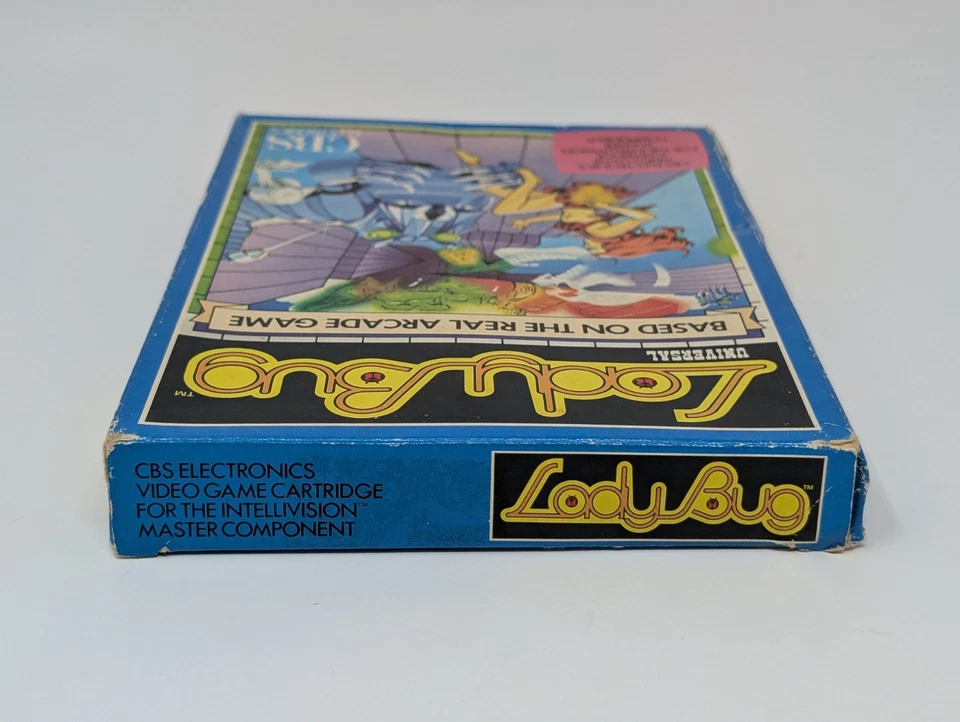 CBS
BASED ON THE REAL ARCADE GAME
UNIVERSAL
Lady Bug™
CBS ELECTRONICS
VIDEO GAME CARTRIDGE
FOR THE INTELLIVISION™
MASTER COMPONENT
Lady Bug™